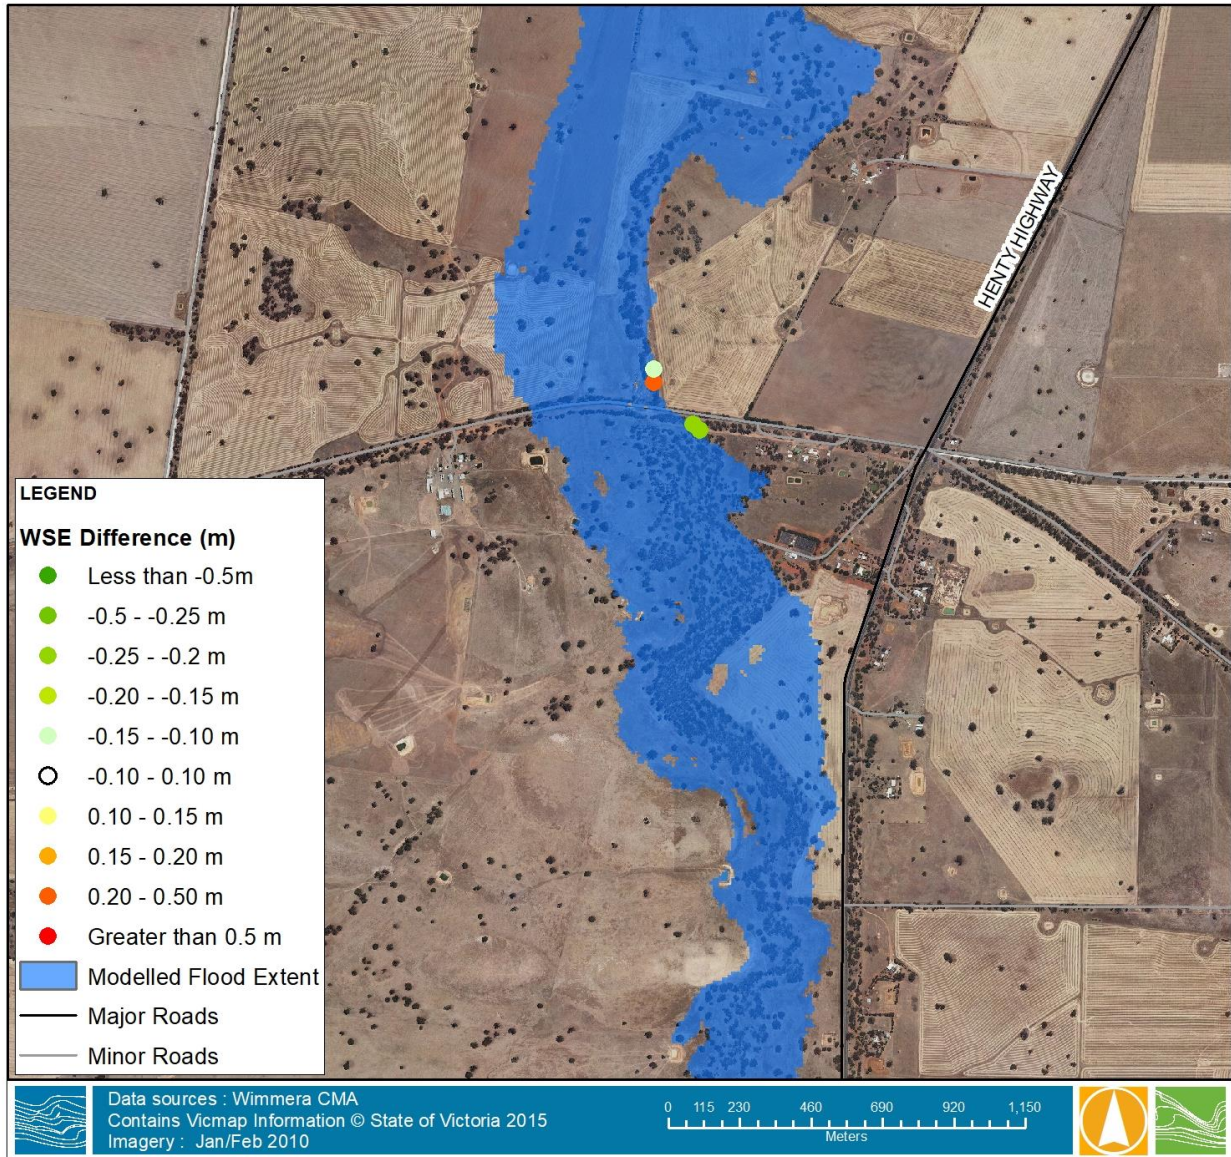 HENTY HIGHWAY
LEGEND
WSE Difference (m)
Less than -0.5m
-0.5 - -0.25 m
-0.25 - -0.2 m
-0.20 - -0.15 m
-0.15 - -0.10 m
-0.10 - 0.10 m
0.10 - 0.15 m
0.15 - 0.20 m
0.20 - 0.50 m
Greater than 0.5 m
Modelled Flood Extent
Major Roads
Minor Roads
Data sources : Wimmera CMA
Contains Vicmap Information © State of Victoria 2015
Imagery : Jan/Feb 2010
0 115 230 460 690 920 1,150
Meters